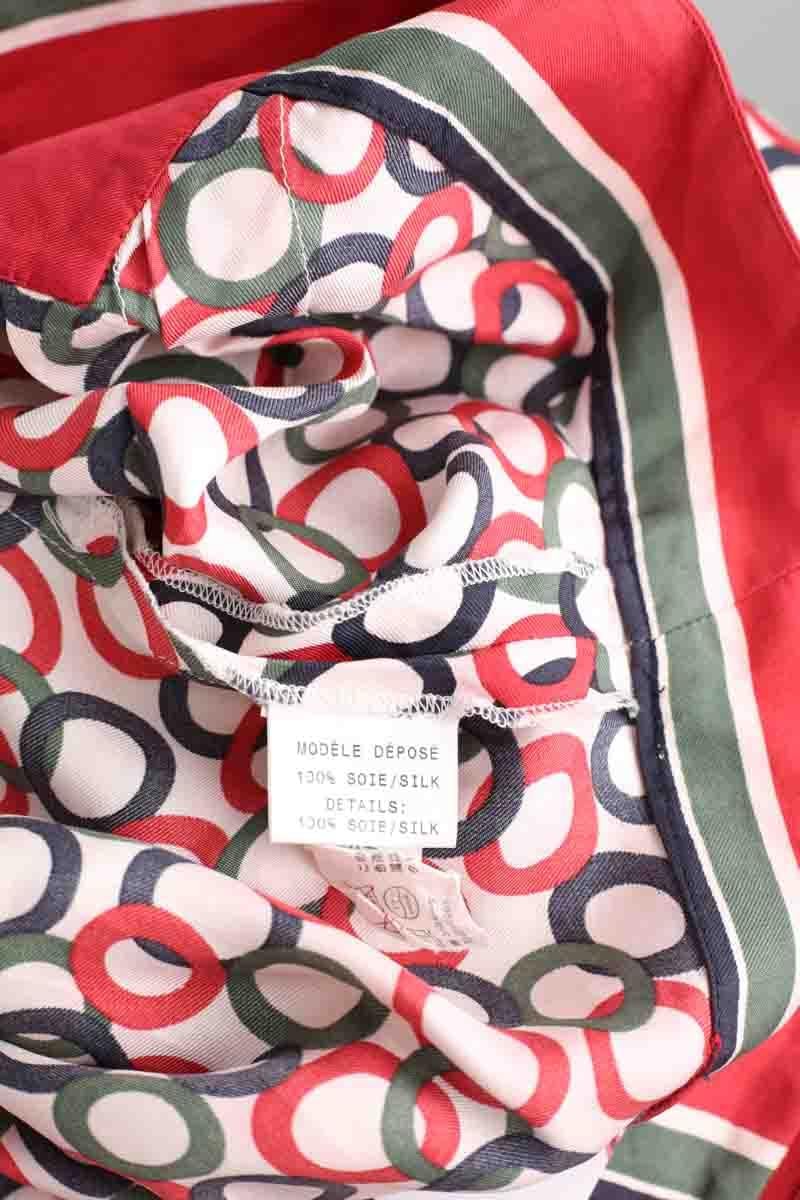 MODÈLE DÉPOSÉ
100% SOIE/SILK
DETAILS:
100% SOIE/SILK